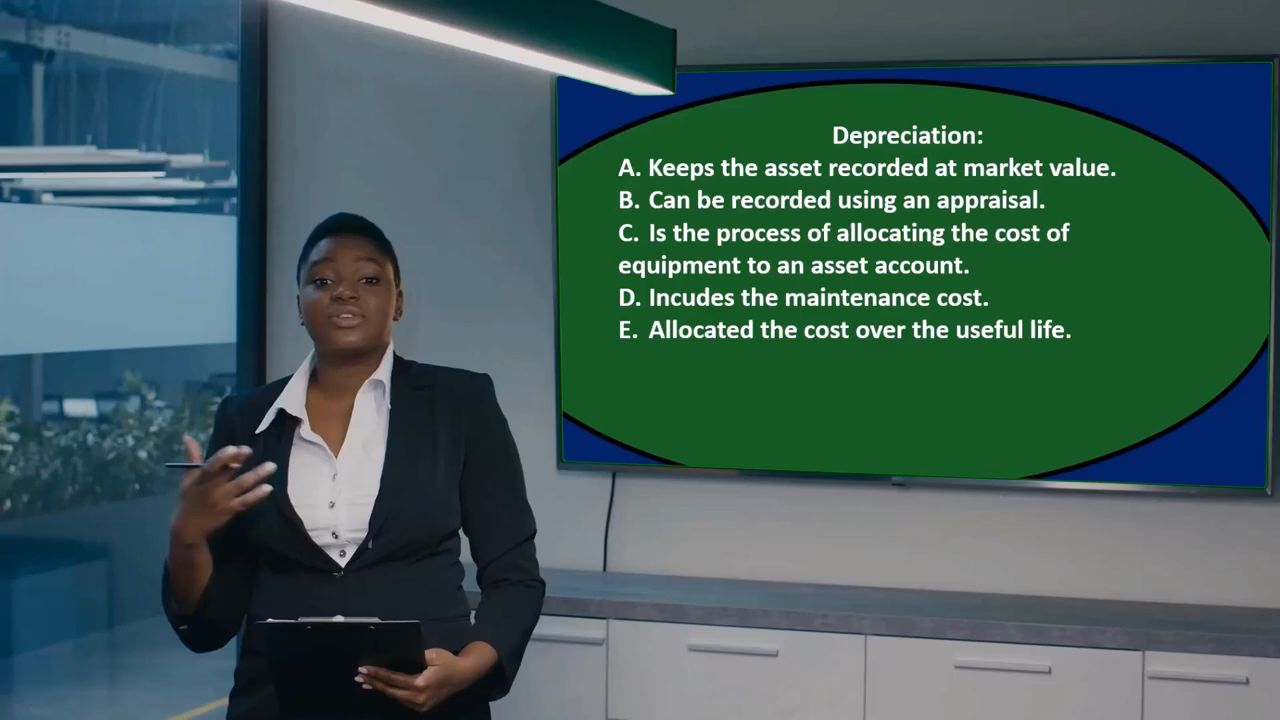 Depreciation:
A. Keeps the asset recorded at market value.
B. Can be recorded using an appraisal.
C. Is the process of allocating the cost of
equipment to an asset account.
D. Incudes the maintenance cost.
E. Allocated the cost over the useful life.